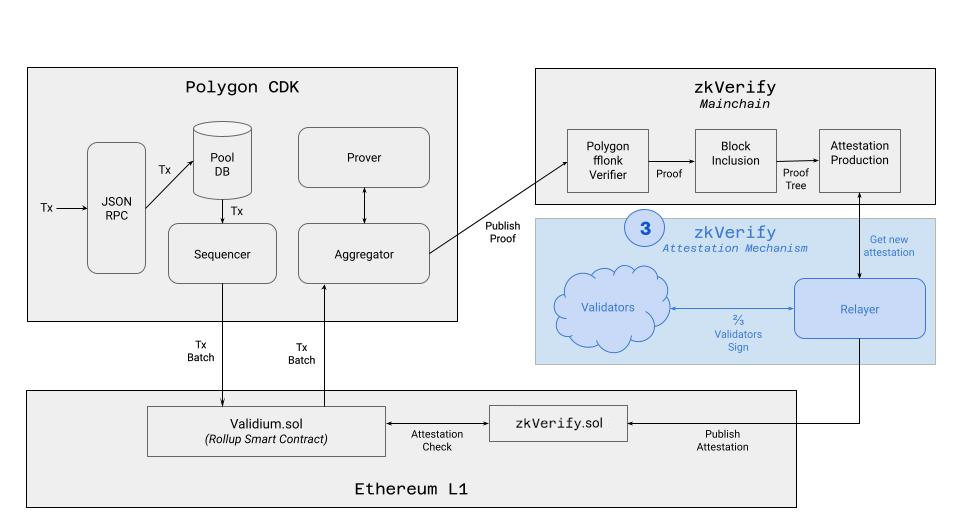 Polygon CDK
Tx
JSON
RPC
Tx
Pool
DB
Tx
Sequencer
Prover
Aggregator
Publish
Proof
zkVerify
Mainchain
Polygon
fflonk
Verifier
Proof
Block
Inclusion
Proof
Tree
Attestation
Production
3
zkVerify
Attestation Mechanism
Get new
attestation
Validators
⅔
Validators
Sign
Relayer
Tx
Batch
Tx
Batch
Validium.sol
(Rollup Smart Contract)
Attestation
Check
zkVerify.sol
Publish
Attestation
Ethereum L1